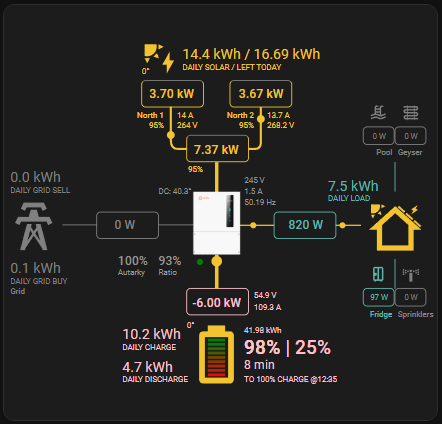 14.4 kWh / 16.69 kWh
DAILY SOLAR / LEFT TODAY
0°
3.70 kW
3.67 kW
North 1
95%
14 A
264 V
North 2
95%
13.7 A
268.2 V
7.37 kW
95%
0 W
0 W
Pool
Geyser
0.0 kWh
DAILY GRID SELL
DC: 40.3°
245 V
1.5 A
50.19 Hz
7.5 kWh
DAILY LOAD
0 W
820 W
100%
Autarky
93%
Ratio
0.1 kWh
DAILY GRID BUY
Grid
97 W
0 W
Fridge
Sprinklers
-6.00 kW
54.9 V
109.3 A
0°
10.2 kWh
DAILY CHARGE
4.7 kWh
DAILY DISCHARGE
41.98 kWh
98% | 25%
8 min
TO 100% CHARGE @12:35